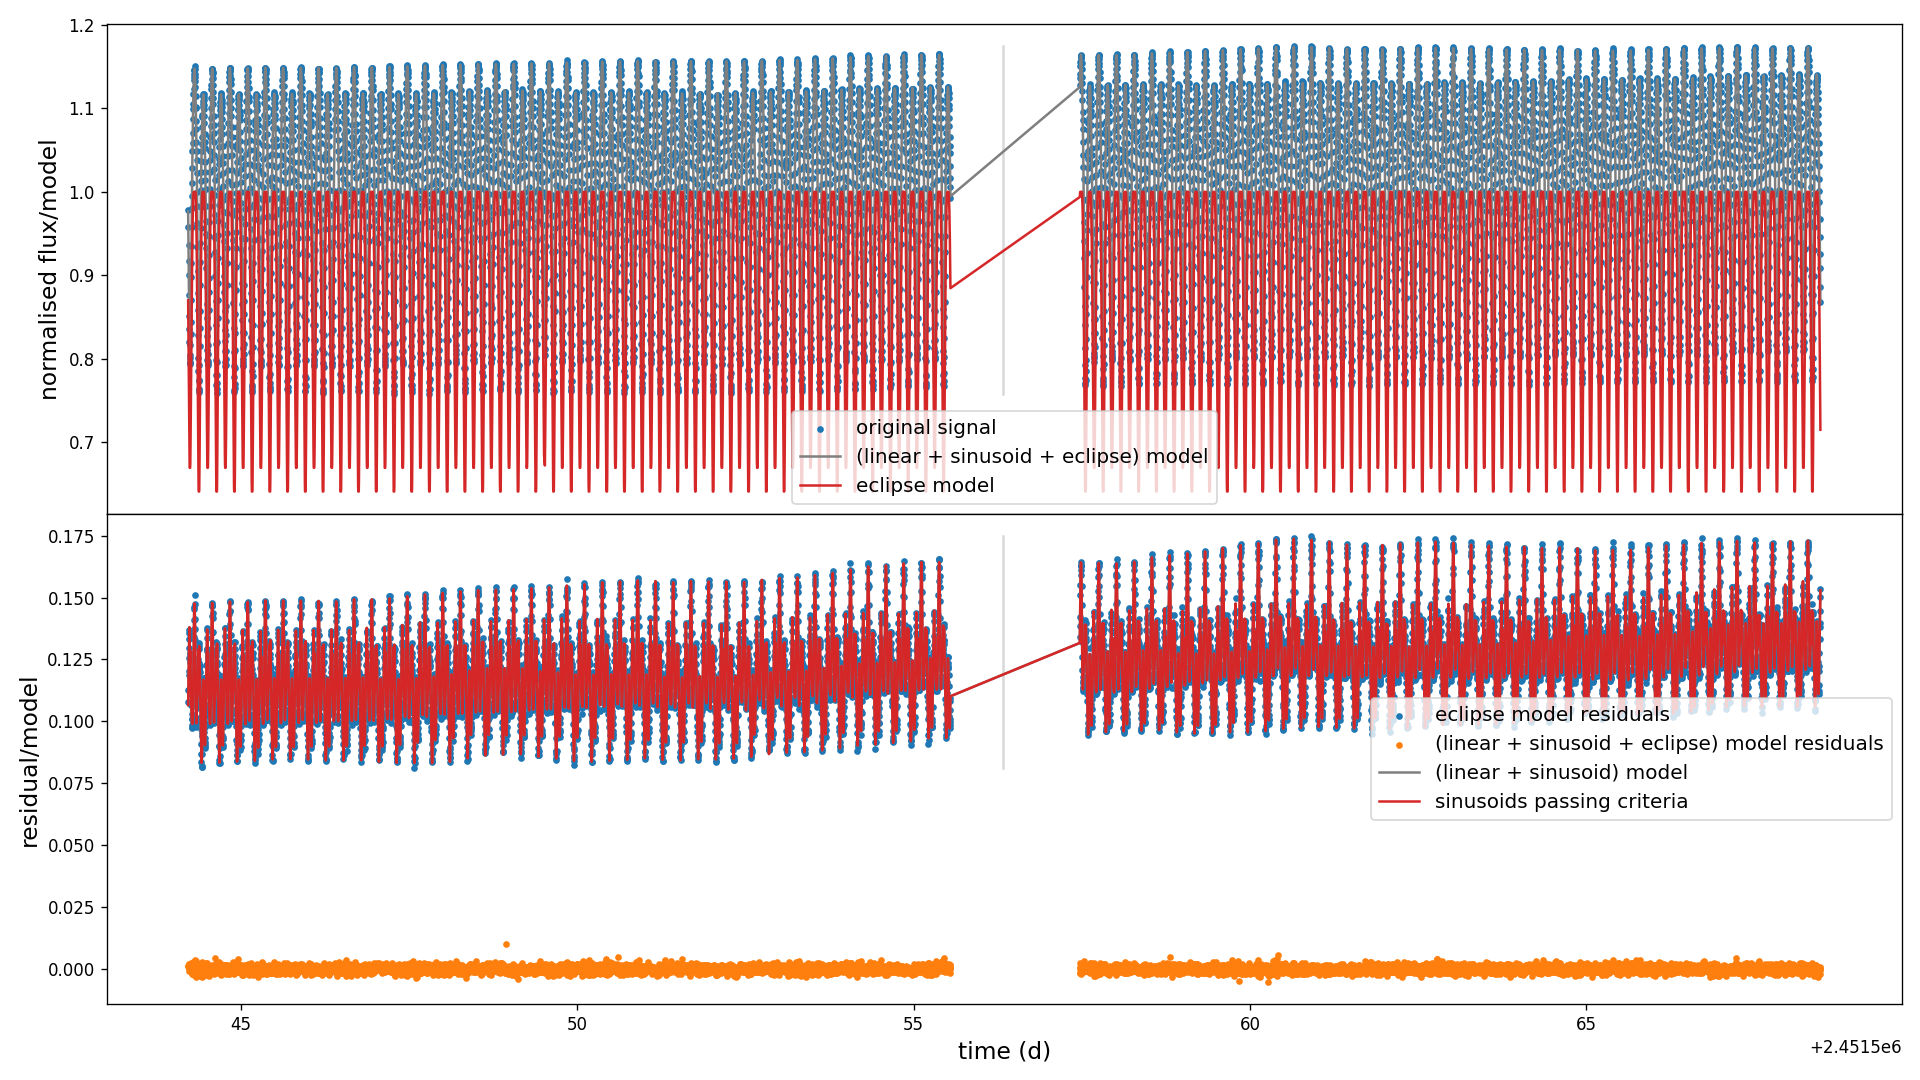 1.2
1.1
1.0
0.9
0.8
0.7
normalised flux/model
original signal
(linear + sinusoid + eclipse) model
eclipse model
0.175
0.150
0.125
0.100
0.075
0.050
0.025
0.000
residual/model
eclipse model residuals
(linear + sinusoid + eclipse) model residuals
(linear + sinusoid) model
sinusoids passing criteria
45
50
55
60
65
time (d)
+2.4515e6